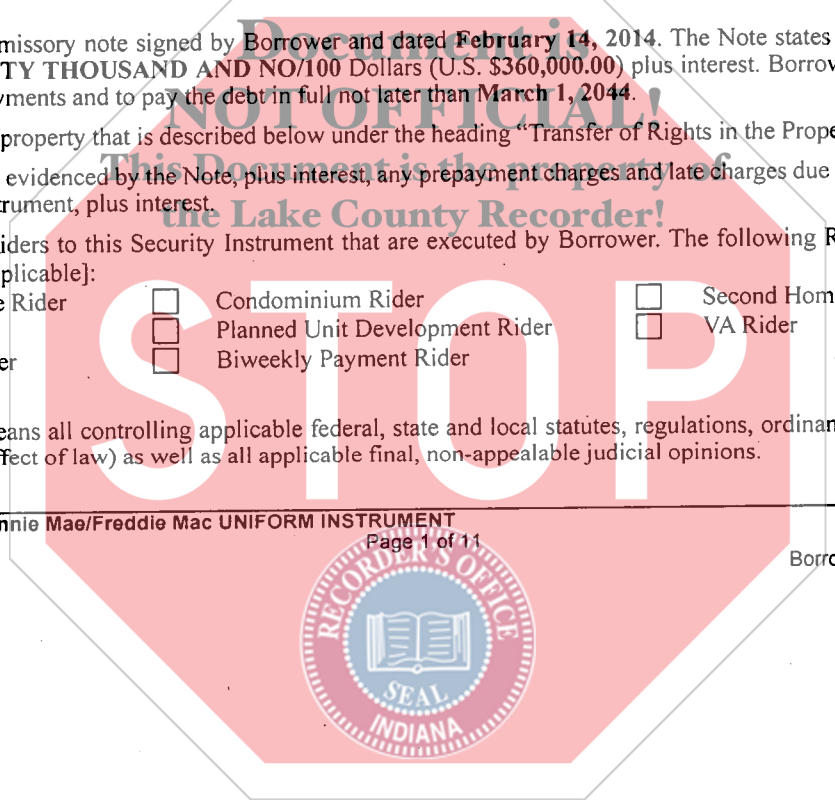 Document is
missory note signed by Borrower and dated February 14, 2014. The Note states
TY THOUSAND AND NO/100 Dollars (U.S. $360,000.00) plus interest. Borrow
ments and to pay the debt in full not later than March 1, 2044.
NOT OFFICIAL!
property that is described below under the heading “Transfer of Rights in the Prope
This Document is the property of
evidenced by the Note, plus interest, any prepayment charges and late charges due
rument, plus interest.
the Lake County Recorder!
iders to this Security Instrument that are executed by Borrower. The following R
plicable]:
e Rider ☐ Condominium Rider ☐ Second Hom
☐ Planned Unit Development Rider ☐ VA Rider
er ☐ Biweekly Payment Rider
STOP
eans all controlling applicable federal, state and local statutes, regulations, ordinan
fect of law) as well as all applicable final, non-appealable judicial opinions.
nnie Mae/Freddie Mac UNIFORM INSTRUMENT
Page 1 of 11
Borro
RECORDER'S OFFICE
SEAL
INDIANA